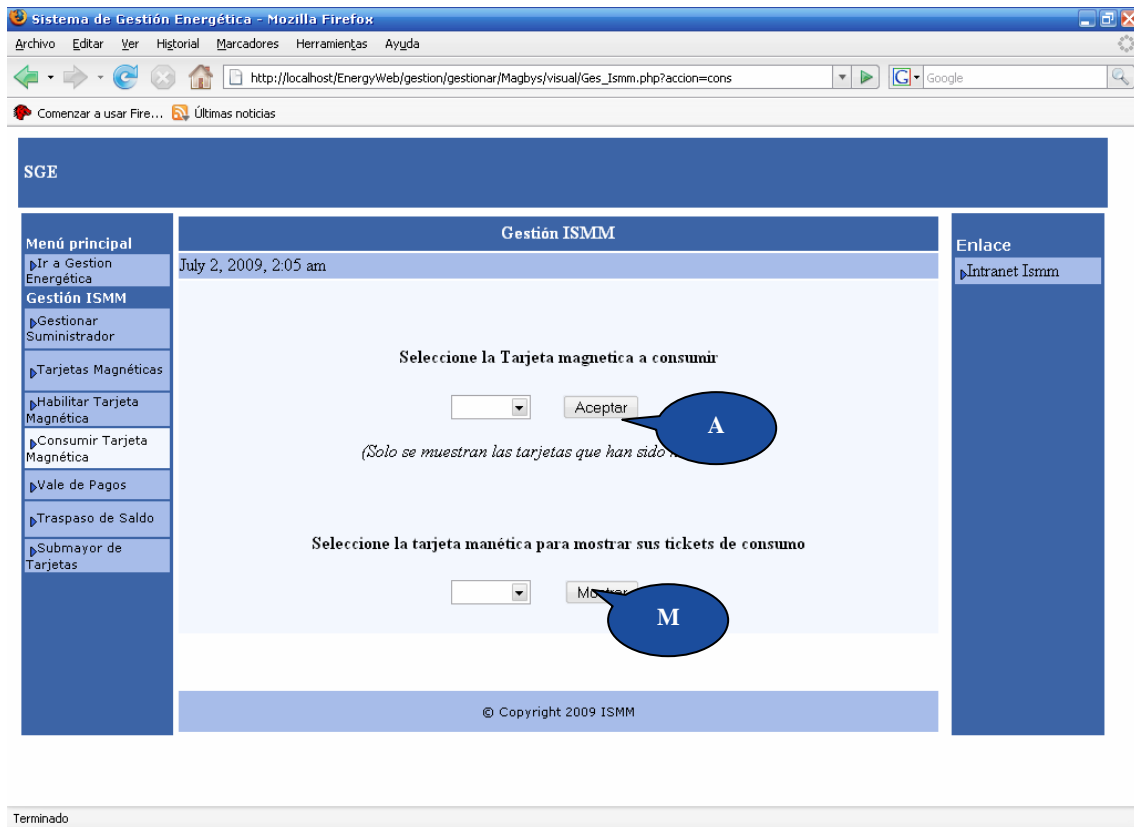 Sistema de Gestión Energética - Mozilla Firefox
Archivo Editar Ver Historial Marcadores Herramientas Ayuda
http://localhost/EnergyWeb/gestion/gestionar/Magbys/visual/Ges_Ismm.php?accion=cons
G Google
Comenzar a usar Fire... Últimas noticias
SGE
Menú principal
Ir a Gestion
Energética
Gestión ISMM
Gestionar
Suministrador
Tarjetas Magnéticas
Habilitar Tarjeta
Magnética
Consumir Tarjeta
Magnética
Vale de Pagos
Traspaso de Saldo
Submayor de
Tarjetas
Gestión ISMM
July 2, 2009, 2:05 am
Seleccione la Tarjeta magnetica a consumir
Aceptar
A
(Solo se muestran las tarjetas que han sido
Seleccione la tarjeta manética para mostrar sus tickets de consumo
Mostrar
M
© Copyright 2009 ISMM
Enlace
Intranet Ismm
Terminado